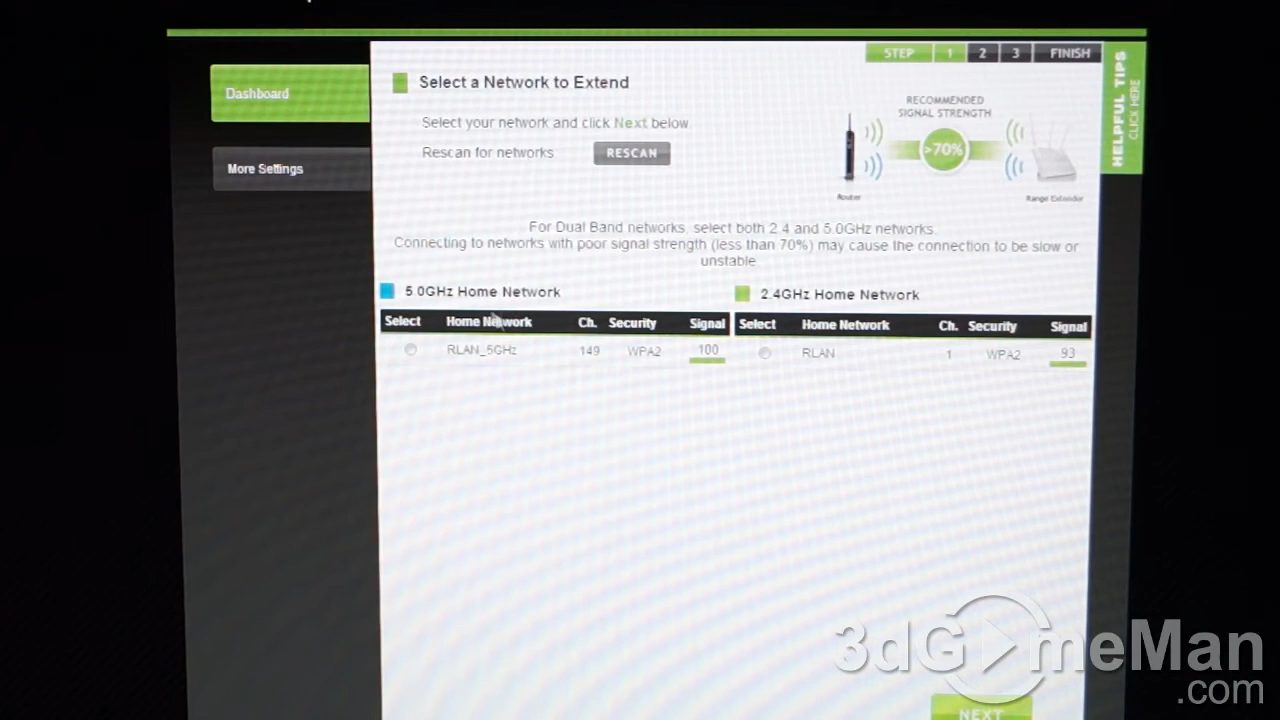 STEP 1 2 3 FINISH
HELPFUL TIPS
CLICK HERE
Dashboard
More Settings
Select a Network to Extend
Select your network and click Next below.
Rescan for networks
RESCAN
RECOMMENDED
SIGNAL STRENGTH
>70%
Router
Range Extender
For Dual Band networks, select both 2.4 and 5.0GHz networks.
Connecting to networks with poor signal strength (less than 70%) may cause the connection to be slow or
unstable.
5.0GHz Home Network
Select Home Network Ch. Security Signal
RLAN_5GHz 149 WPA2 100
2.4GHz Home Network
Select Home Network Ch. Security Signal
RLAN 1 WPA2 93
NEXT
3dGameMan
.com